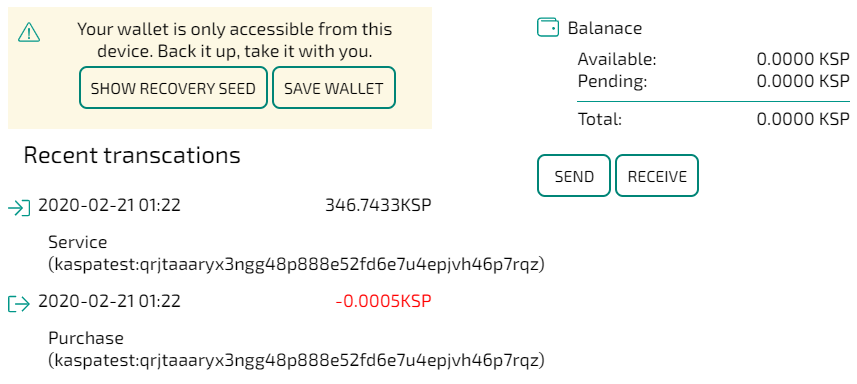 Your wallet is only accessible from this
device. Back it up, take it with you.
SHOW RECOVERY SEED SAVE WALLET
Recent transcations
2020-02-21 01:22 346.7433KSP
Service
(kaspatest:qrjtaaaryx3ngg48p888e52fd6e7u4epjvh46p7rqz)
2020-02-21 01:22 -0.0005KSP
Purchase
(kaspatest:qrjtaaaryx3ngg48p888e52fd6e7u4epjvh46p7rqz)
Balanace
Available: 0.0000 KSP
Pending: 0.0000 KSP
Total: 0.0000 KSP
SEND RECEIVE